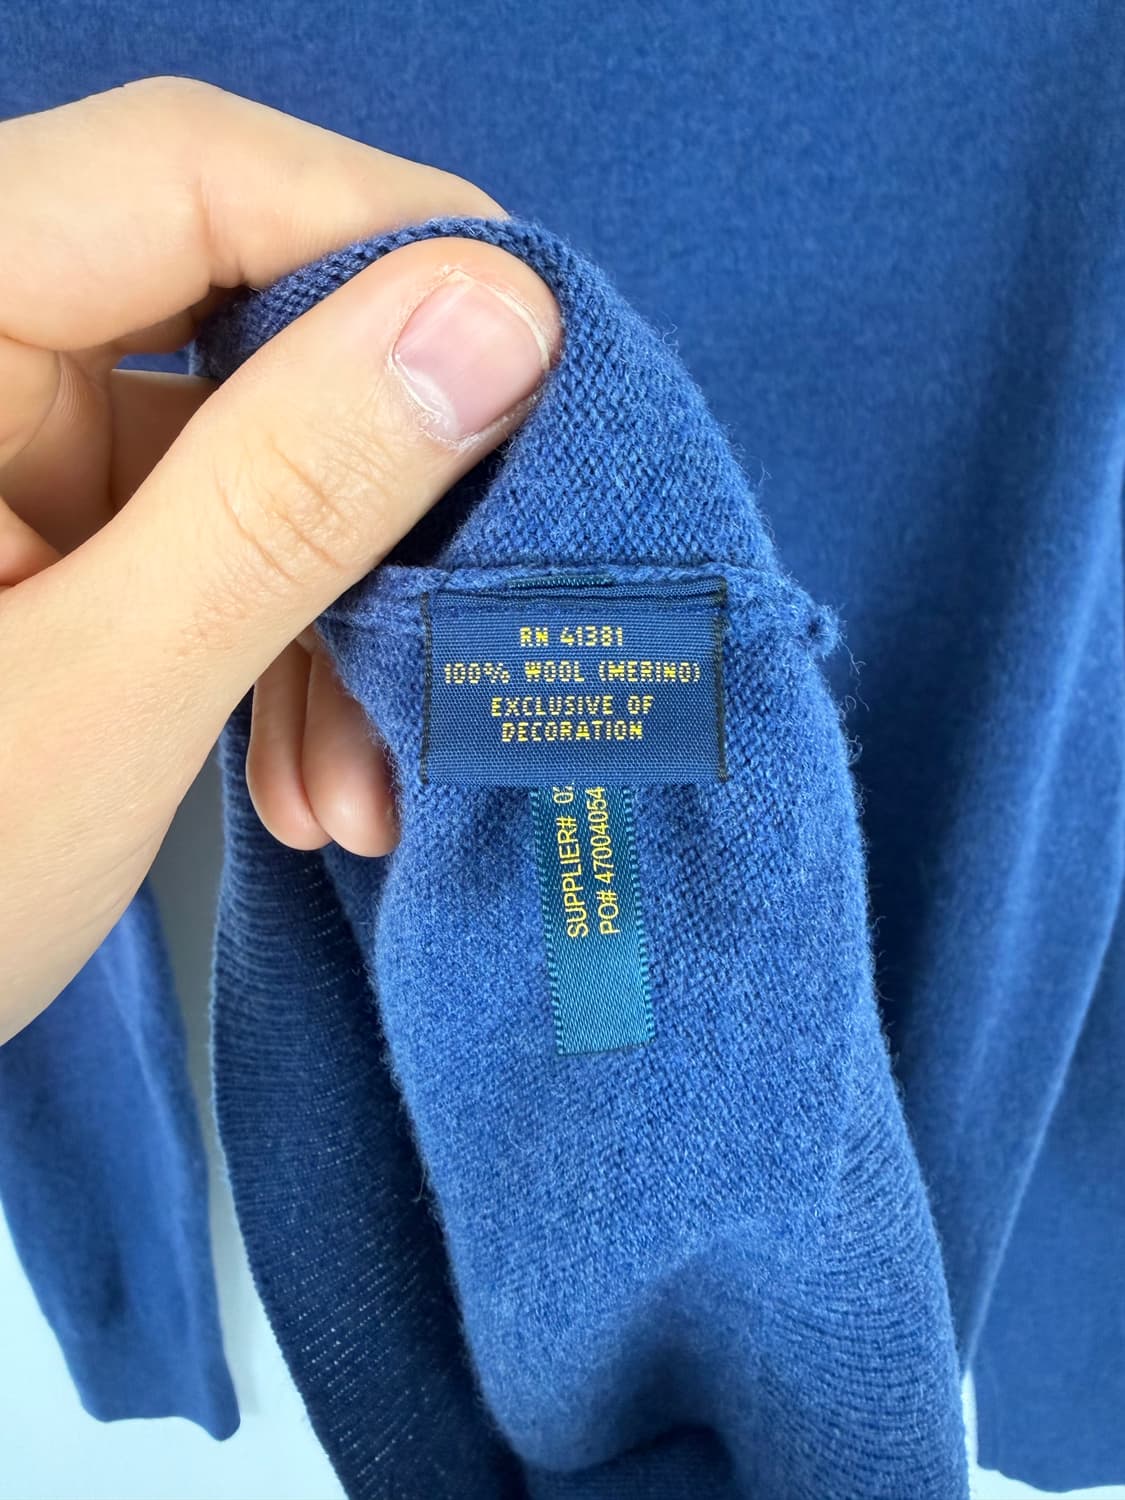 RN 41381
100% WOOL (MERINO)
EXCLUSIVE OF
DECORATION
SUPPLIER#
PO# 47004054